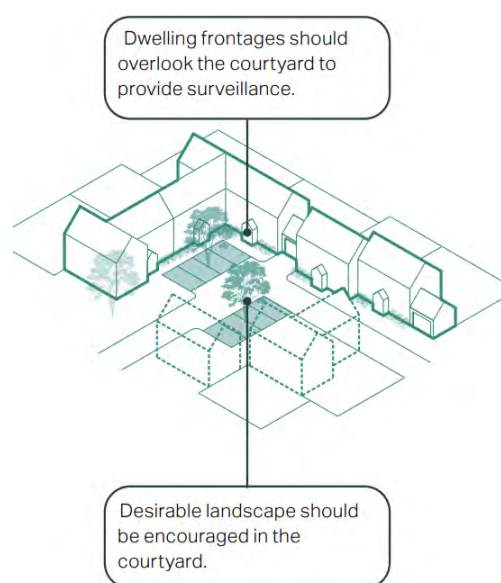 Dwelling frontages should
overlook the courtyard to
provide surveillance.
Desirable landscape should
be encouraged in the
courtyard.